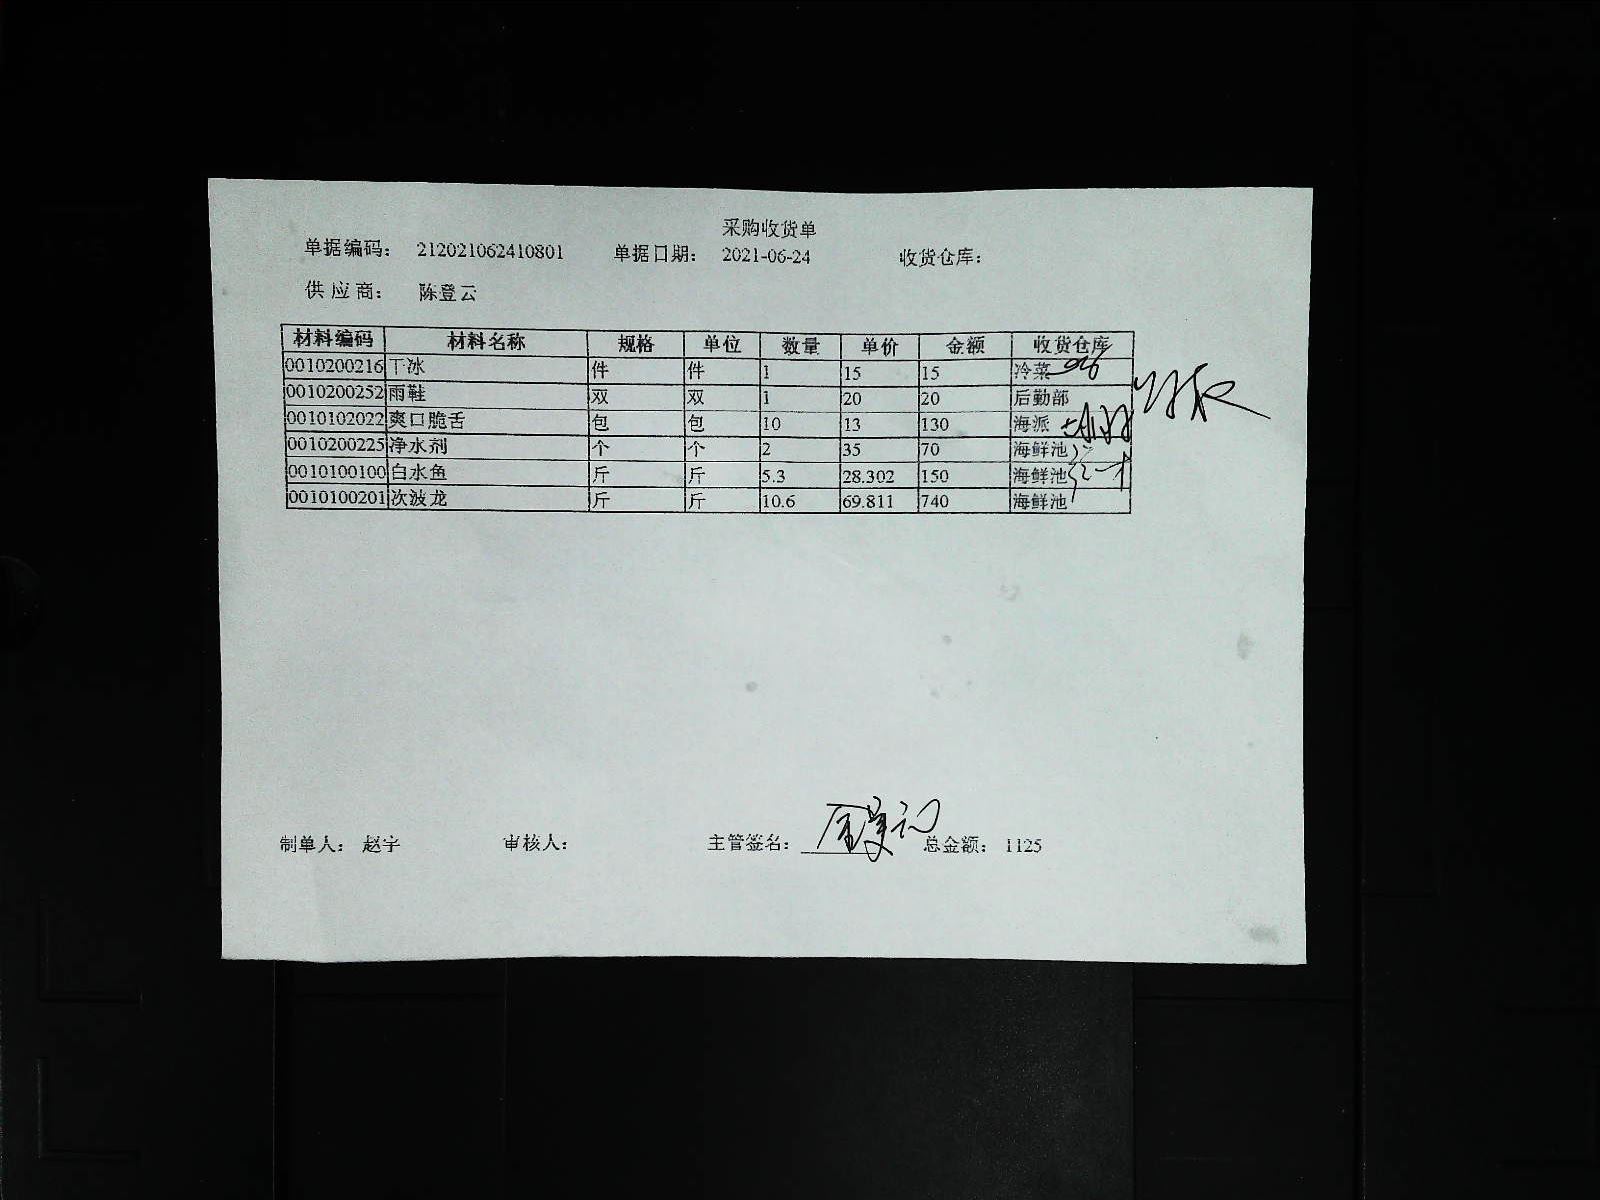 采购收货单
单据编码： 212021062410801 单据日期： 2021-06-24 收货仓库：
供应商： 陈登云
材料编码 材料名称 规格 单位 数量 单价 金额 收货仓库
0010200216 干冰 件 件 1 15 15 冷菜
0010200252 雨鞋 双 双 1 20 20 后勤部
0010102022 爽口脆舌 包 包 10 13 130 海派
0010200225 净水剂 个 个 2 35 70 海鲜池
0010100100 白水鱼 斤 斤 5.3 28.302 150 海鲜池
0010100201 次波龙 斤 斤 10.6 69.811 740 海鲜池
制单人： 赵宇 审核人： 主管签名： 总金额： 1125